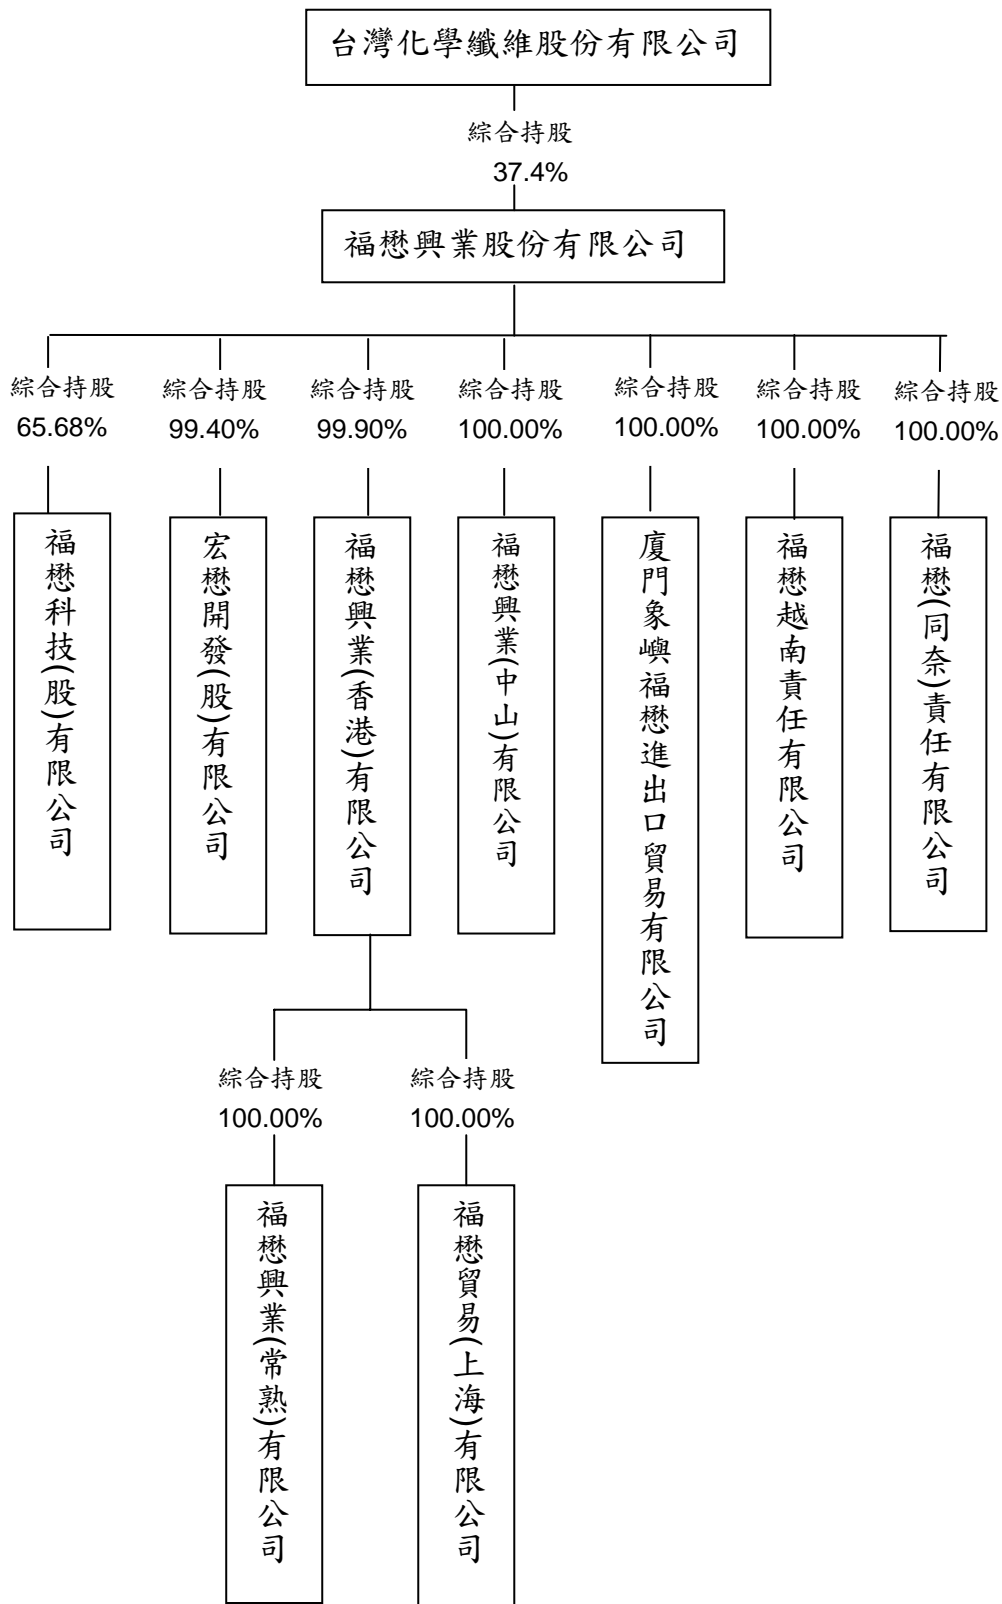 台灣化學纖維股份有限公司
綜合持股
37.4%
福懋興業股份有限公司
綜合持股
65.68%
綜合持股
99.40%
綜合持股
99.90%
綜合持股
100.00%
綜合持股
100.00%
綜合持股
100.00%
綜合持股
100.00%
福懋科技(股)有限公司
宏懋開發(股)有限公司
福懋興業(香港)有限公司
福懋興業(中山)有限公司
廈門象嶼福懋進出口貿易有限公司
福懋越南責任有限公司
福懋(同奈)責任有限公司
綜合持股
100.00%
綜合持股
100.00%
福懋興業(常熟)有限公司
福懋貿易(上海)有限公司